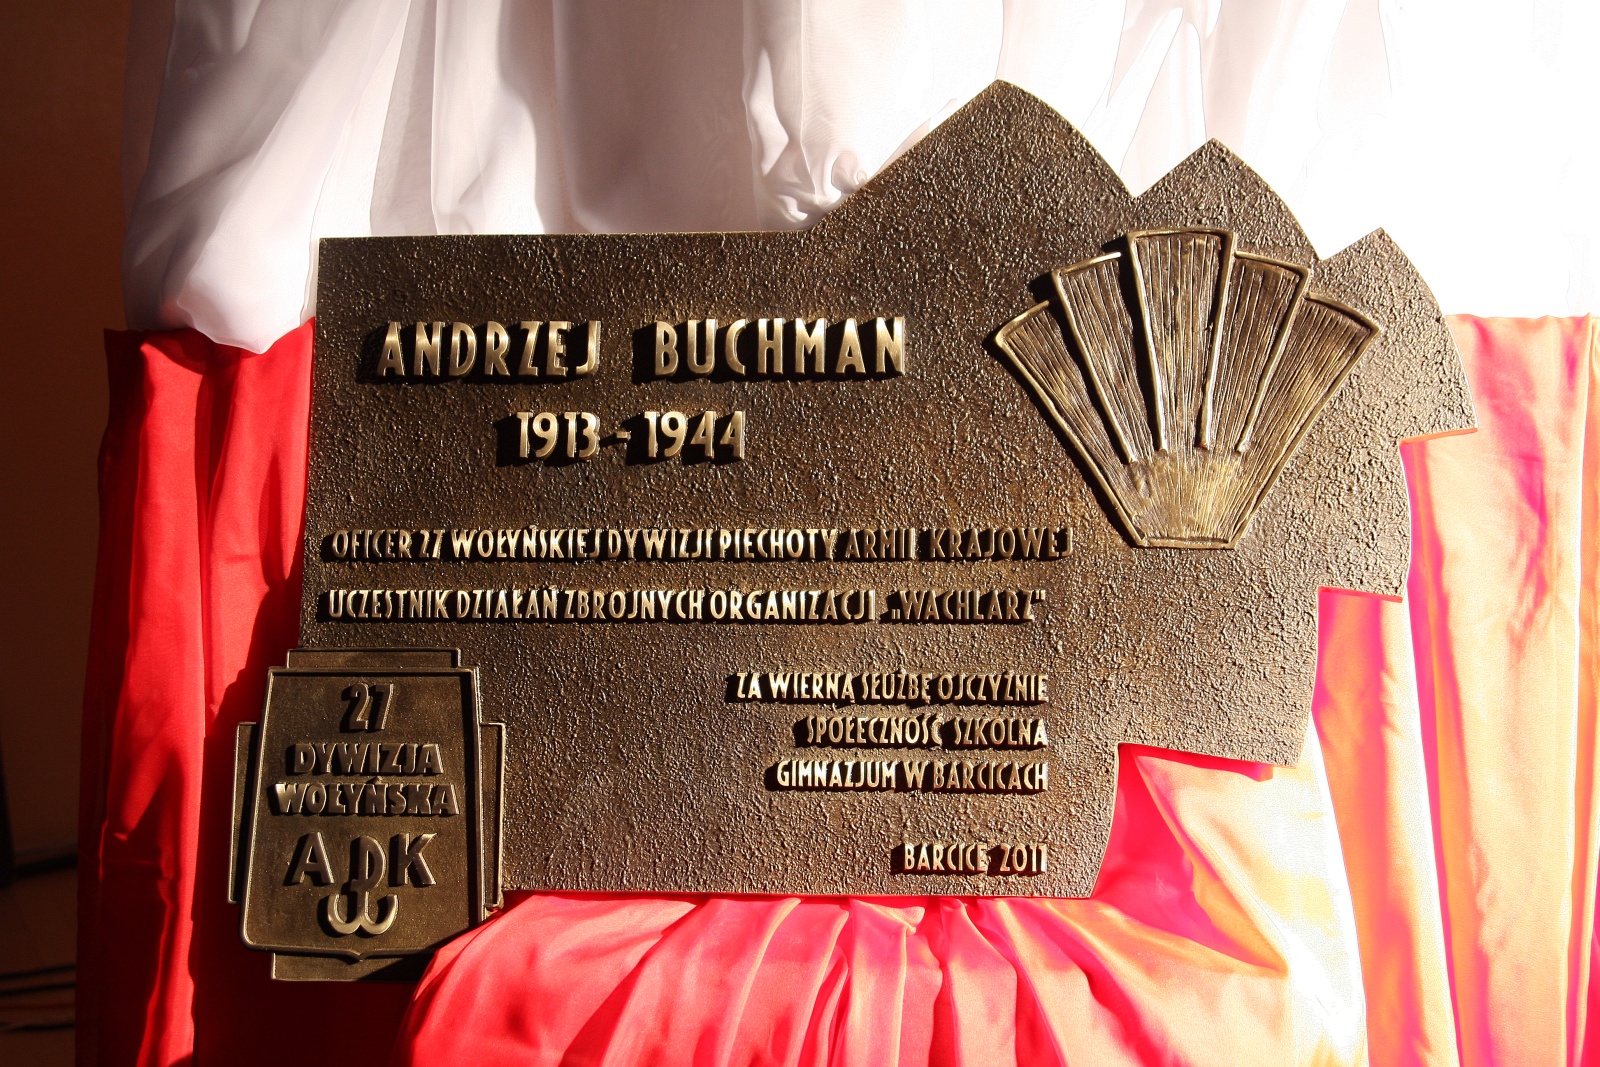 ANDRZEJ BUCHMAN
1913 - 1944
OFICER 27 WOŁYŃSKIEJ DYWIZJI PIECHOTY ARMII KRAJOWEJ
UCZESTNIK DZIAŁAŃ ZBROJNYCH ORGANIZACJI „WACHLARZ"
ZA WIERNĄ SŁUŻBĘ OJCZYŹNIE
SPOŁECZNOŚĆ SZKOLNA
GIMNAZJUM W BARCICACH
BARCICE 2011
27
DYWIZJA
WOŁYŃSKA
A K
PW